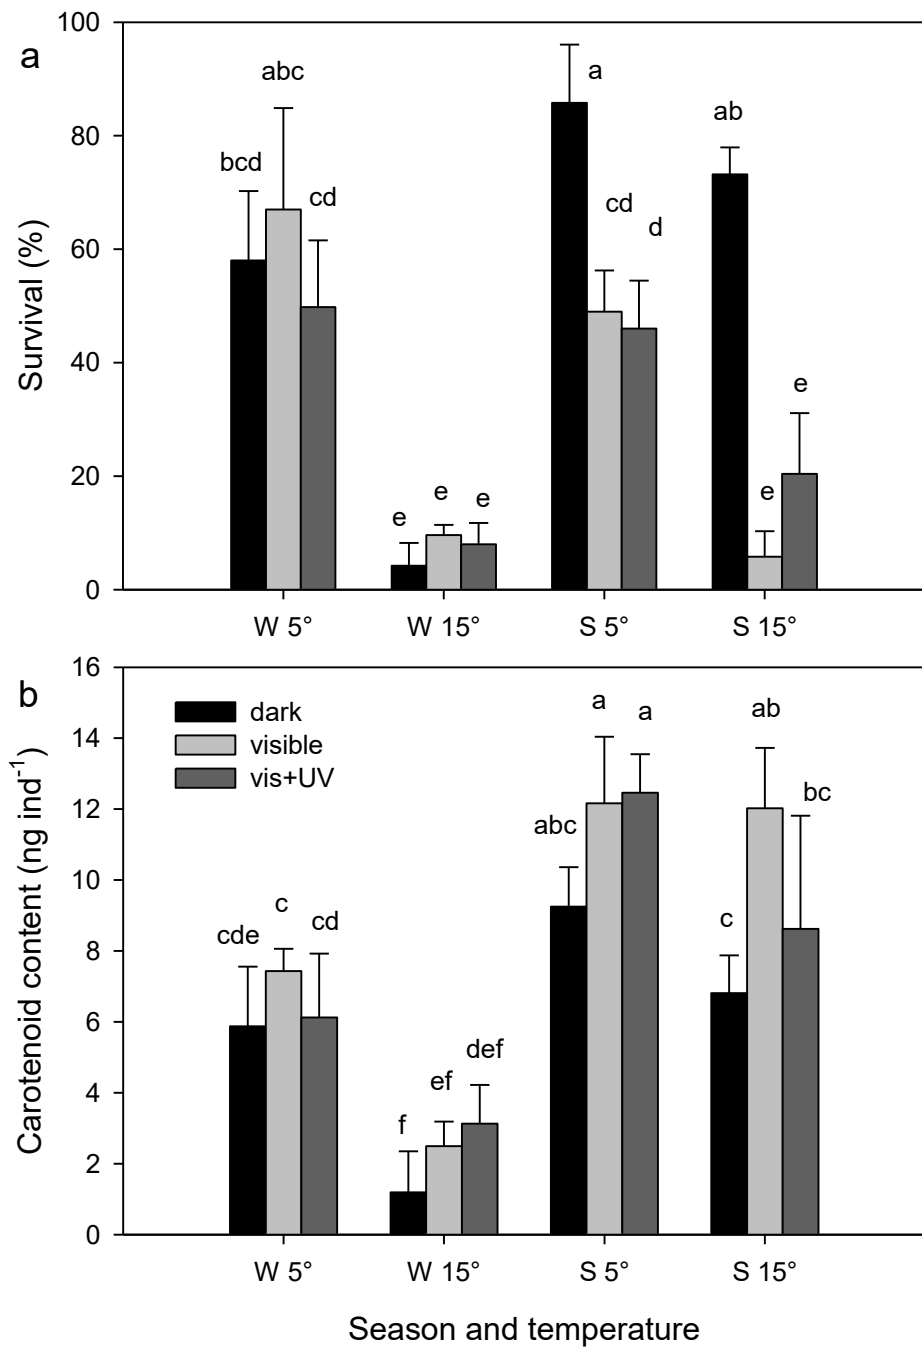 a
100
80
60
40
20
0
Survival (%)
bcd
abc
cd
e
e
e
a
cd
d
ab
e
e
W 5°
W 15°
S 5°
S 15°
b
16
14
12
10
8
6
4
2
0
Carotenoid content (ng ind⁻¹)
dark
visible
vis+UV
cde
c
cd
f
ef
def
abc
a
a
c
ab
bc
W 5°
W 15°
S 5°
S 15°
Season and temperature